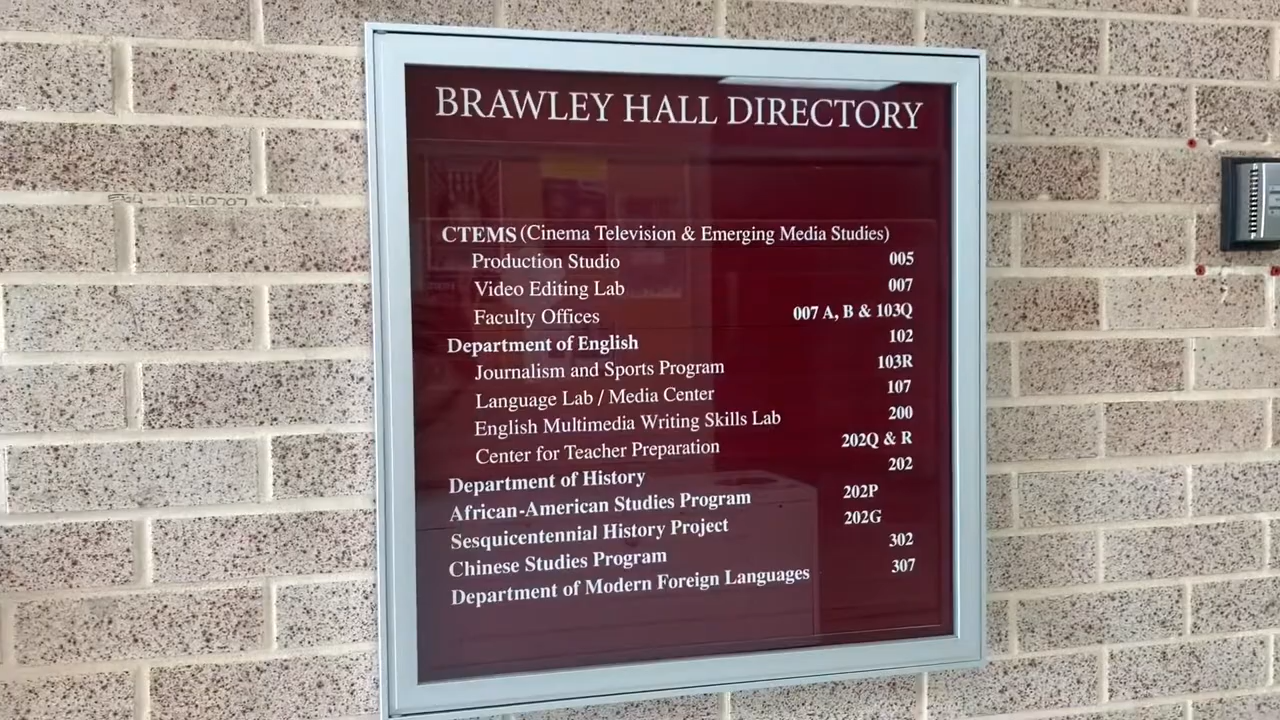 BRAWLEY HALL DIRECTORY
CTEMS (Cinema Television & Emerging Media Studies)
Production Studio 005
Video Editing Lab 007
Faculty Offices 007 A, B & 103Q
Department of English 102
Journalism and Sports Program 103R
Language Lab / Media Center 107
English Multimedia Writing Skills Lab 200
Center for Teacher Preparation 202Q & R
Department of History 202
African-American Studies Program 202P
Sesquicentennial History Project 202G
Chinese Studies Program 302
Department of Modern Foreign Languages 307